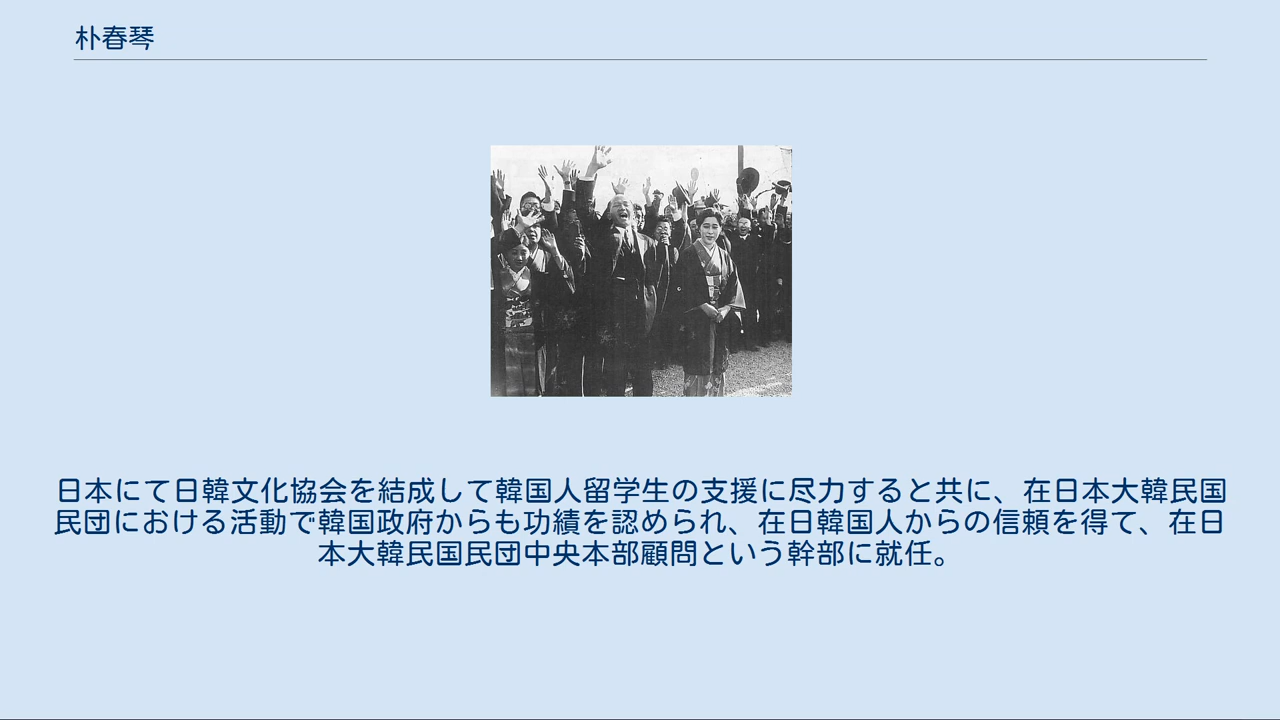 朴春琴
日本にて日韓文化協会を結成して韓国人留学生の支援に尽力すると共に、在日本大韓民国
民団における活動で韓国政府からも功績を認められ、在日韓国人からの信頼を得て、在日
本大韓民国民団中央本部顧問という幹部に就任。